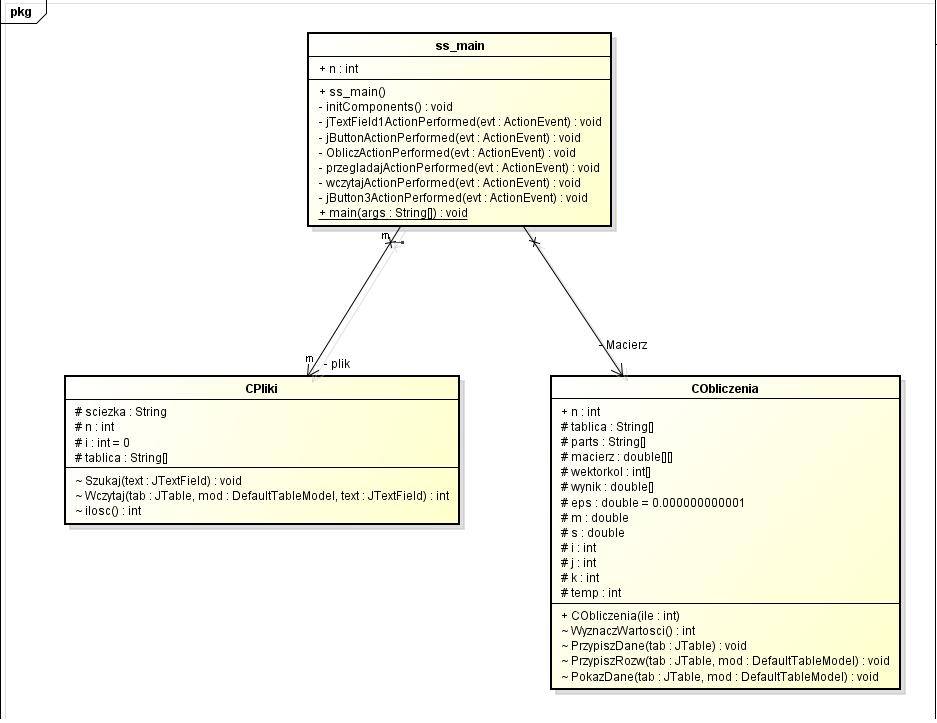 pkg
ss_main
+ n : int
+ ss_main()
- initComponents() : void
- jTextField1ActionPerformed(evt : ActionEvent) : void
- jButtonActionPerformed(evt : ActionEvent) : void
- ObliczActionPerformed(evt : ActionEvent) : void
- przegladajActionPerformed(evt : ActionEvent) : void
- wczytajActionPerformed(evt : ActionEvent) : void
- jButton3ActionPerformed(evt : ActionEvent) : void
+ main(args : String[]) : void
m
- Macierz
m
- plik
CPliki
# sciezka : String
# n : int
# i : int = 0
# tablica : String[]
~ Szukaj(text : JTextField) : void
~ Wczytaj(tab : JTable, mod : DefaultTableModel, text : JTextField) : int
~ ilosc() : int
CObliczenia
+ n : int
# tablica : String[]
# parts : String[]
# macierz : double[][]
# wektorkol : int[]
# wynik : double[]
# eps : double = 0.000000000001
# m : double
# s : double
# i : int
# j : int
# k : int
# temp : int
+ CObliczenia(ile : int)
~ WyznaczWartosci() : int
~ PrzypiszDane(tab : JTable) : void
~ PrzypiszRozw(tab : JTable, mod : DefaultTableModel) : void
~ PokazDane(tab : JTable, mod : DefaultTableModel) : void